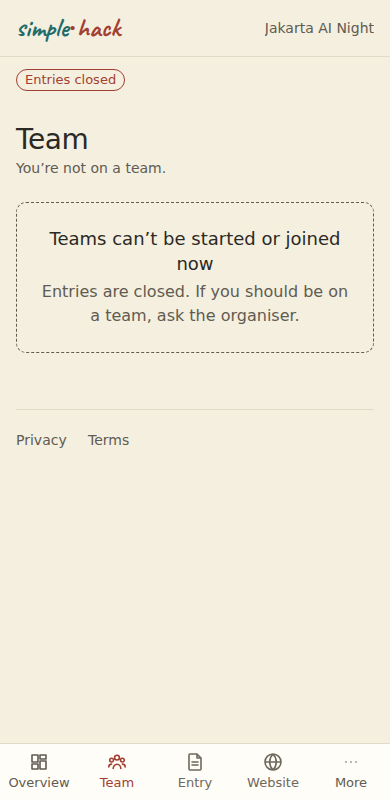 simple hack
Jakarta AI Night
Entries closed
Team
You’re not on a team.
Teams can’t be started or joined
now
Entries are closed. If you should be on
a team, ask the organiser.
Privacy
Terms
Overview
Team
Entry
Website
More